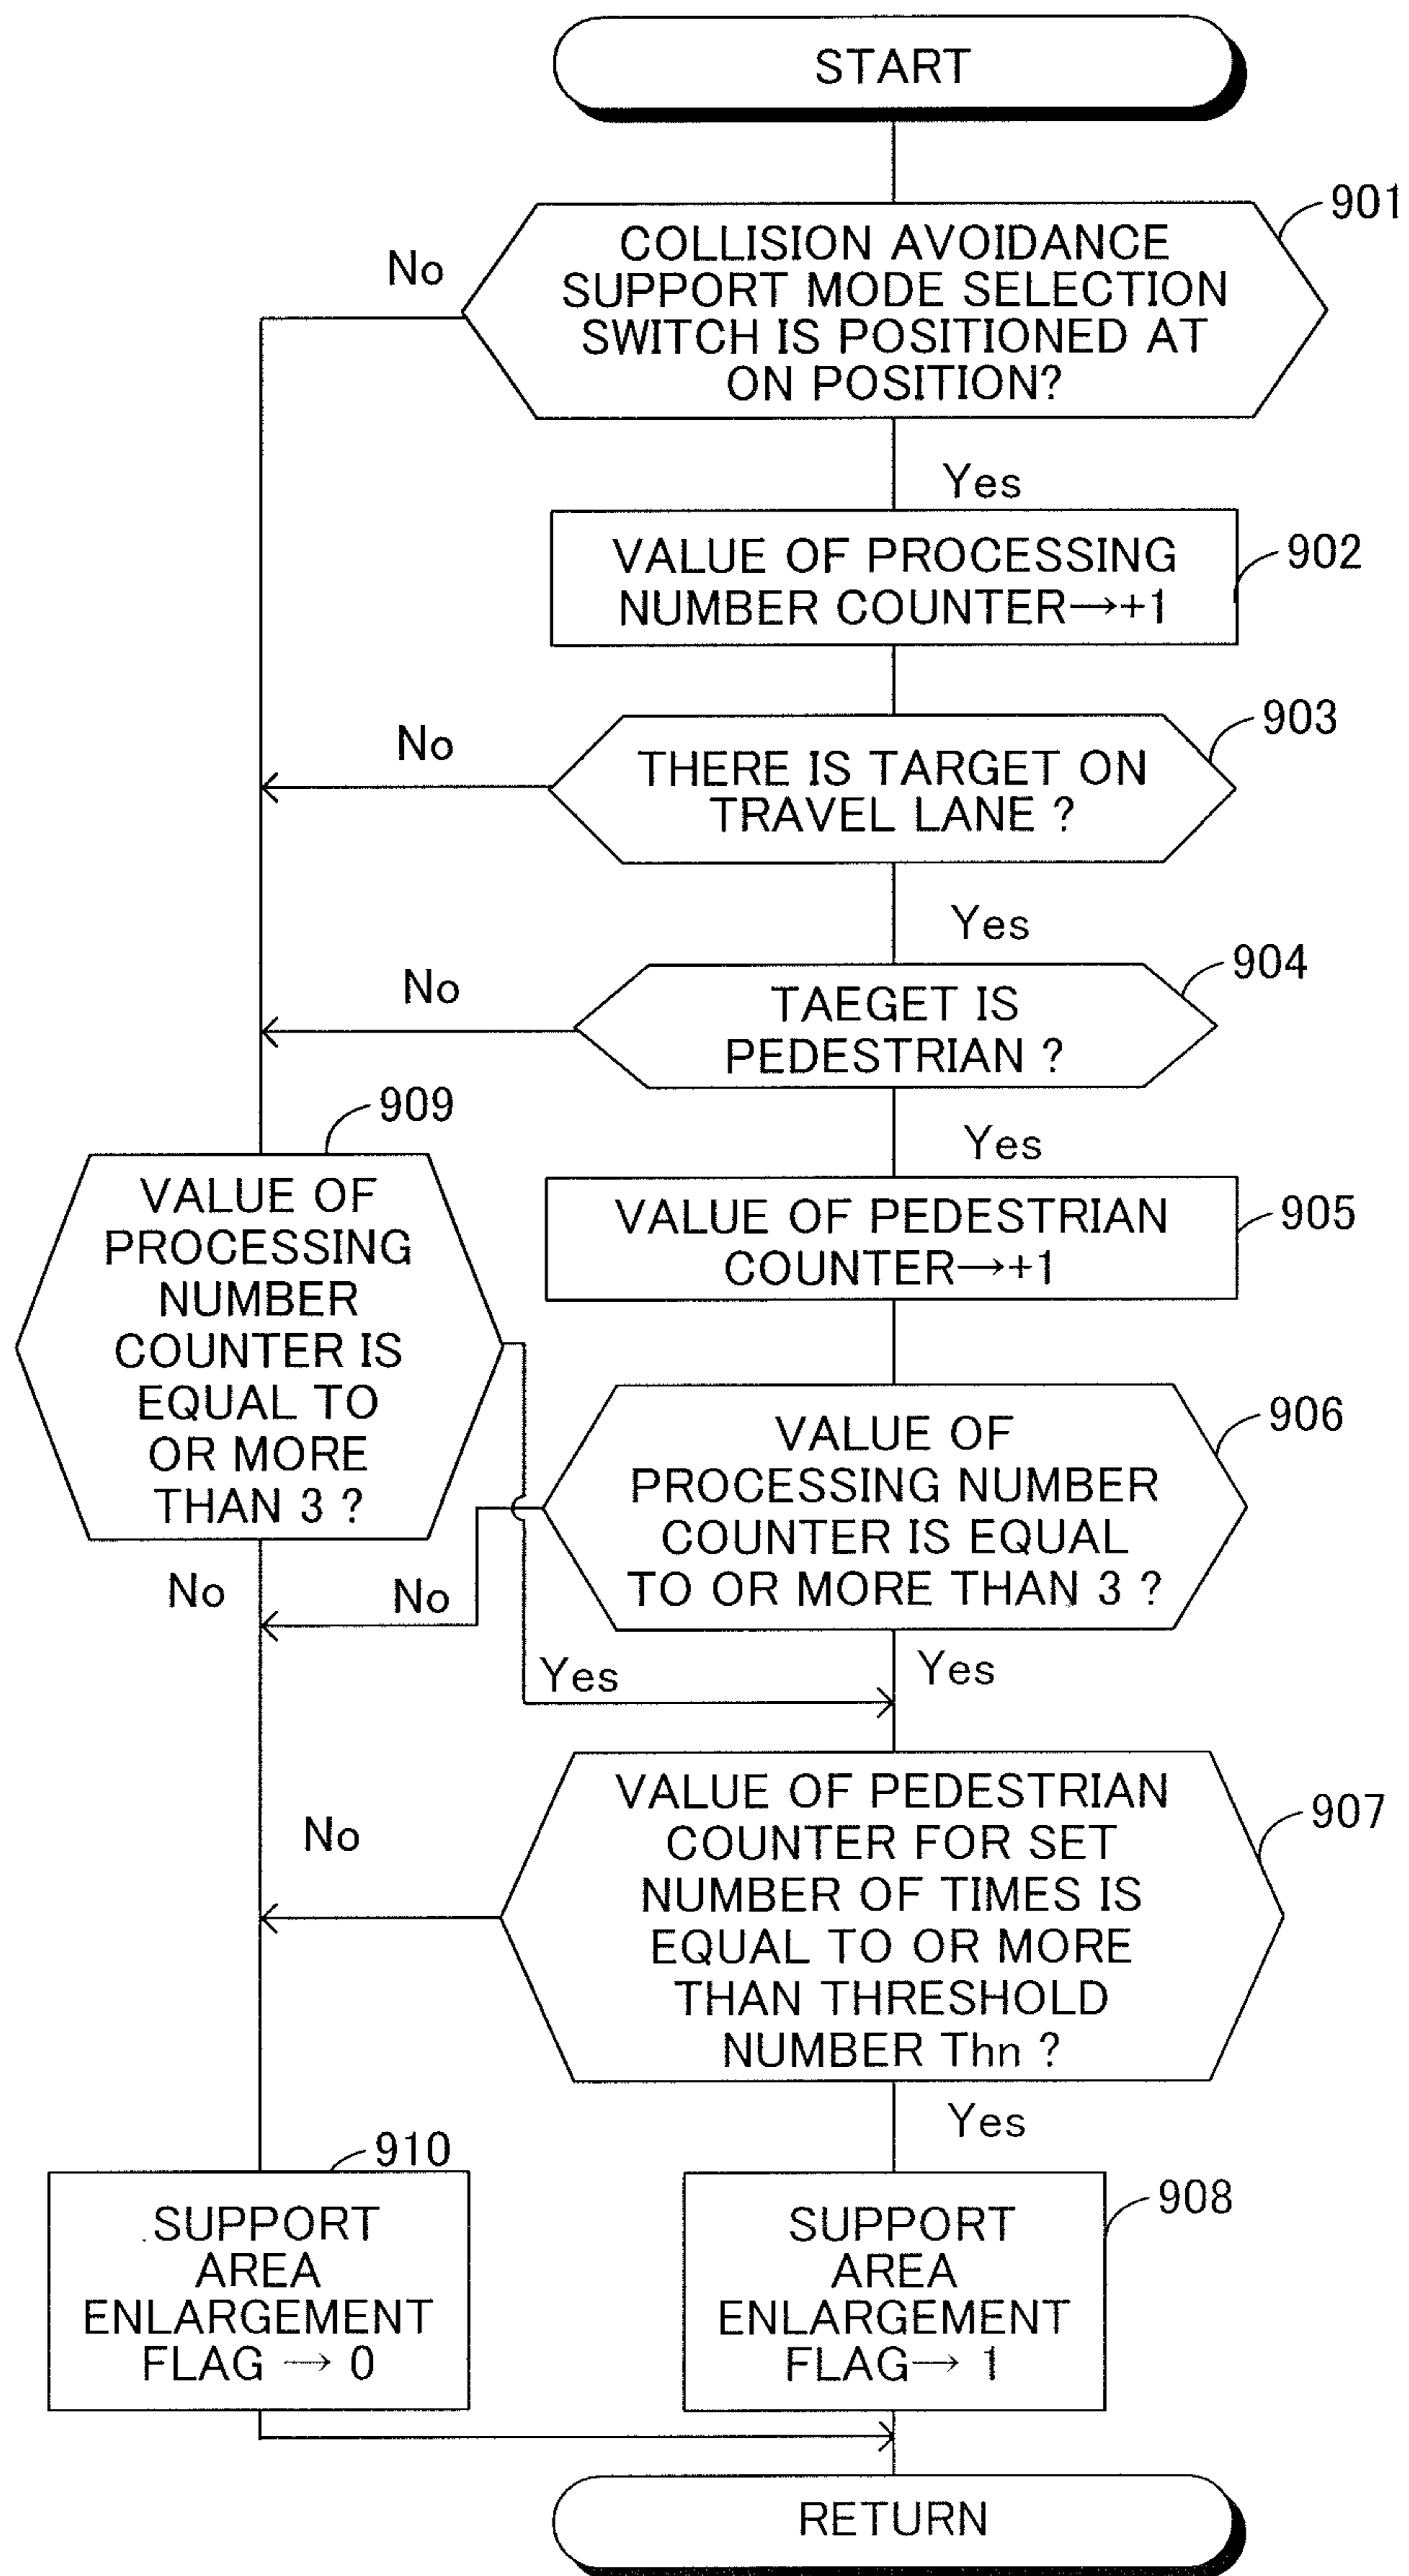 START
901
COLLISION AVOIDANCE
SUPPORT MODE SELECTION
SWITCH IS POSITIONED AT
ON POSITION?
No
Yes
902
VALUE OF PROCESSING
NUMBER COUNTER→+1
903
THERE IS TARGET ON
TRAVEL LANE ?
No
Yes
904
TAEGET IS
PEDESTRIAN ?
No
Yes
905
VALUE OF PEDESTRIAN
COUNTER→+1
909
VALUE OF
PROCESSING
NUMBER
COUNTER IS
EQUAL TO
OR MORE
THAN 3 ?
No
Yes
906
VALUE OF
PROCESSING NUMBER
COUNTER IS EQUAL
TO OR MORE THAN 3 ?
No
Yes
907
VALUE OF PEDESTRIAN
COUNTER FOR SET
NUMBER OF TIMES IS
EQUAL TO OR MORE
THAN THRESHOLD
NUMBER Thn ?
No
Yes
910
SUPPORT
AREA
ENLARGEMENT
FLAG → 0
908
SUPPORT
AREA
ENLARGEMENT
FLAG→ 1
RETURN